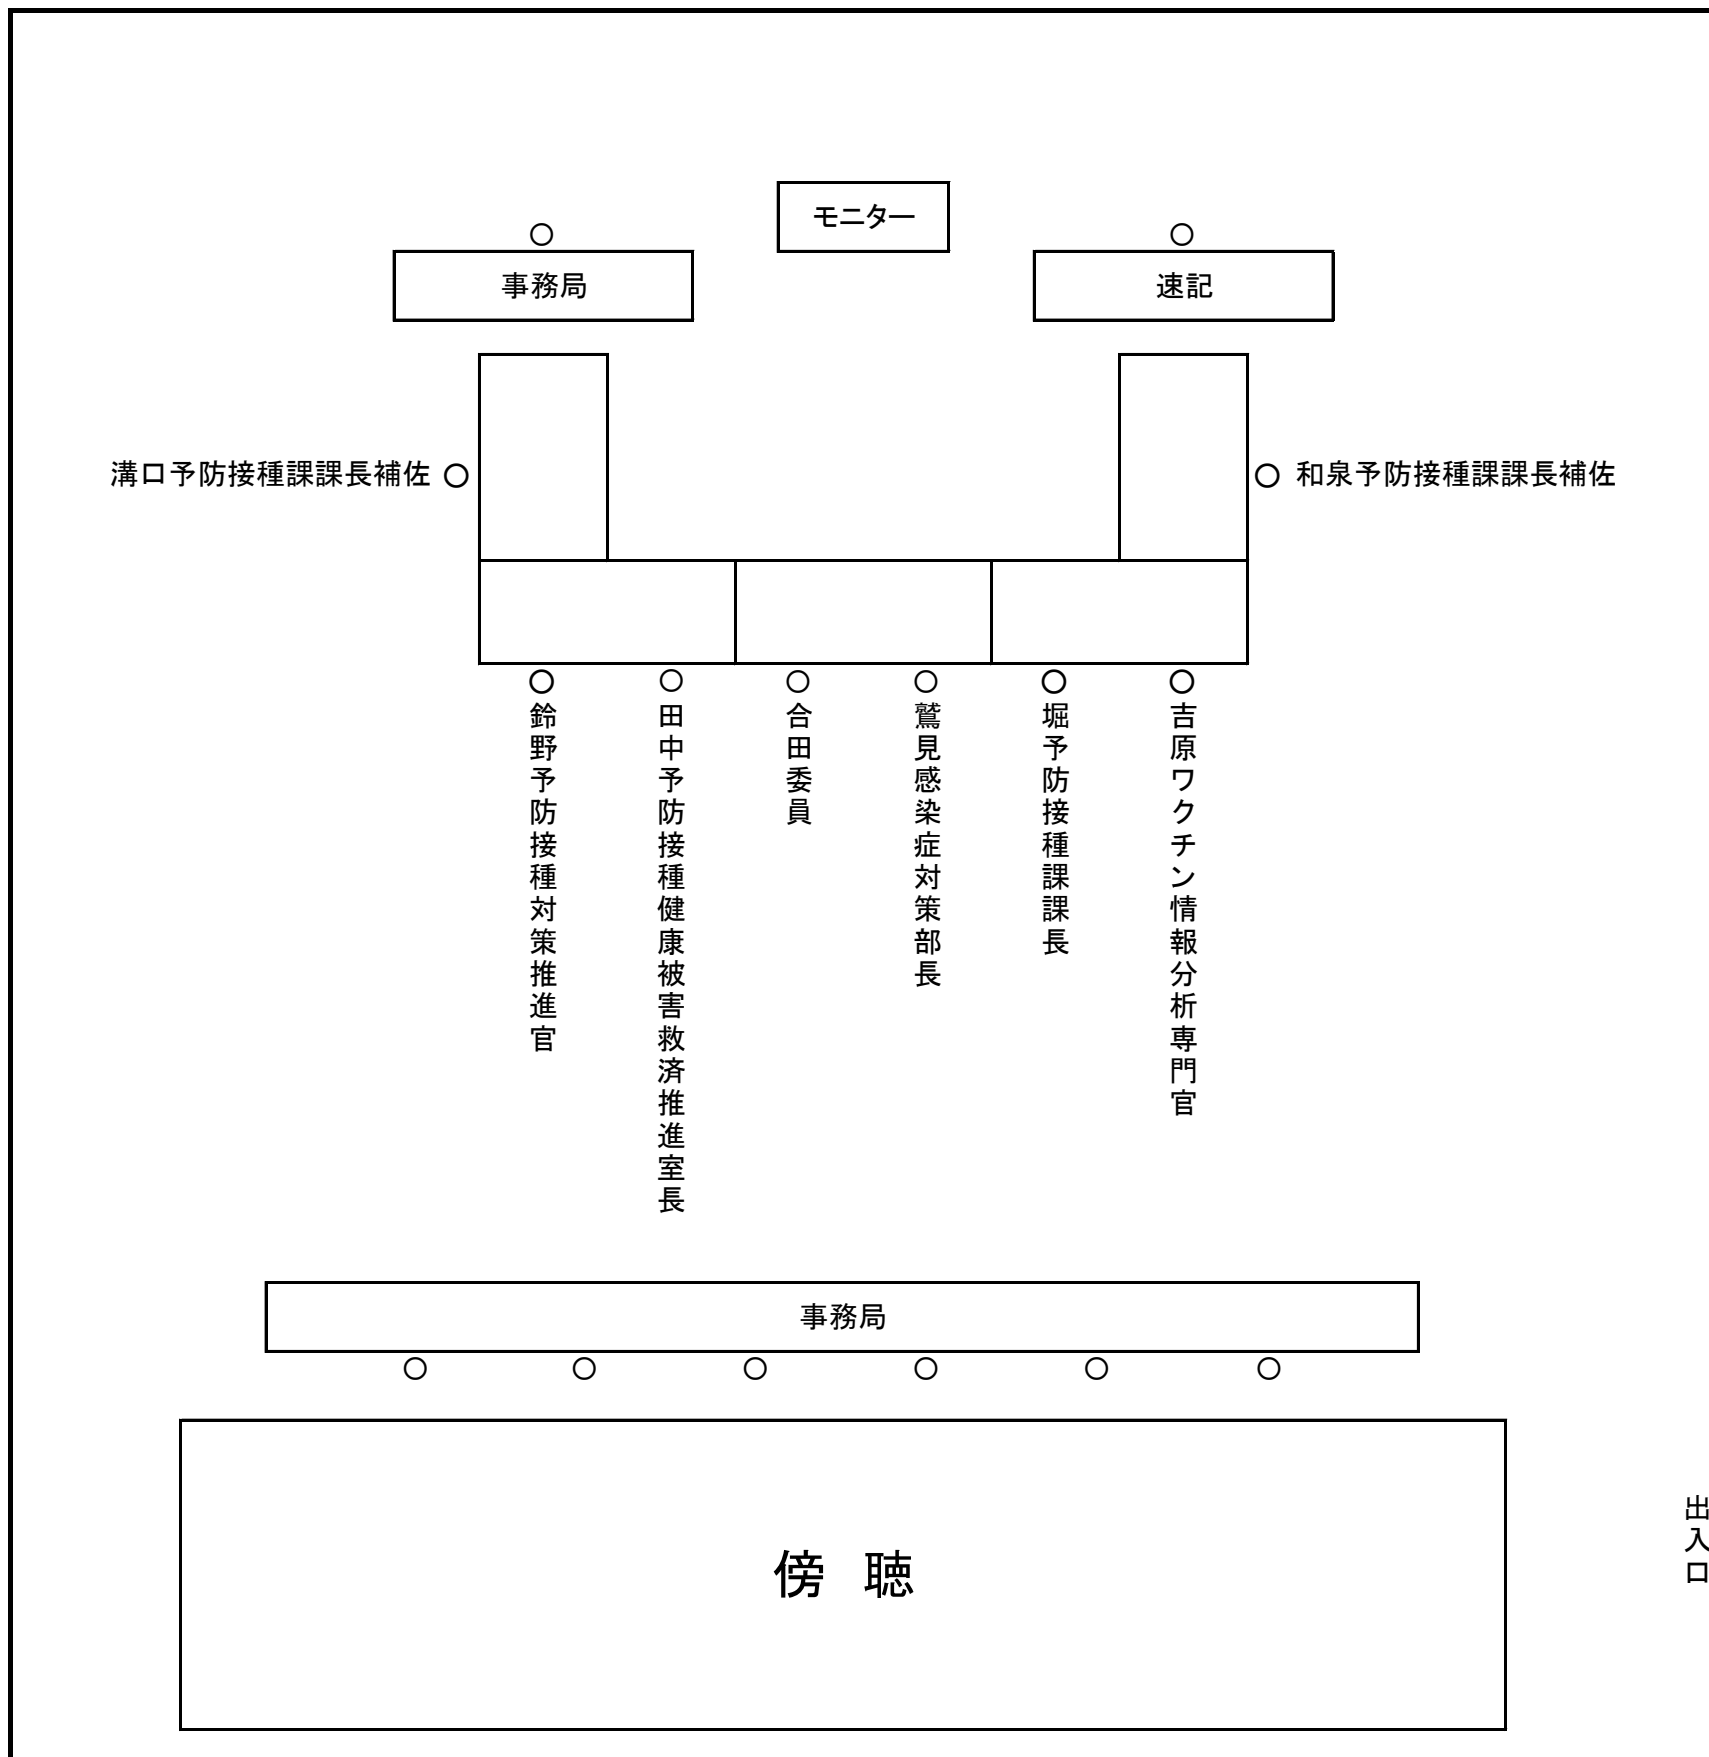 モニター
事務局
速記
溝口予防接種課課長補佐
和泉予防接種課課長補佐
鈴野予防接種対策推進官
田中予防接種健康被害救済推進室長
合田委員
鷲見感染症対策部長
堀予防接種課課長
吉原ワクチン情報分析専門官
事務局
傍 聴
出入口